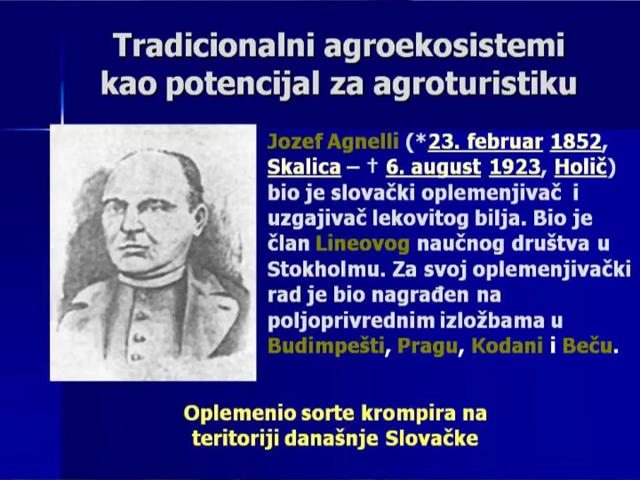 Tradicionalni agroekosistemi
kao potencijal za agroturistiku
Jozef Agnelli (*23. februar 1852,
Skalica – † 6. august 1923, Holič)
bio je slovački oplemenjivač i
uzgajivač lekovitog bilja. Bio je
član Lineovog naučnog društva u
Stokholmu. Za svoj oplemenjivački
rad je bio nagrađen na
poljoprivrednim izložbama u
Budimpešti, Pragu, Kodani i Beču.
Oplemenio sorte krompira na
teritoriji današnje Slovačke